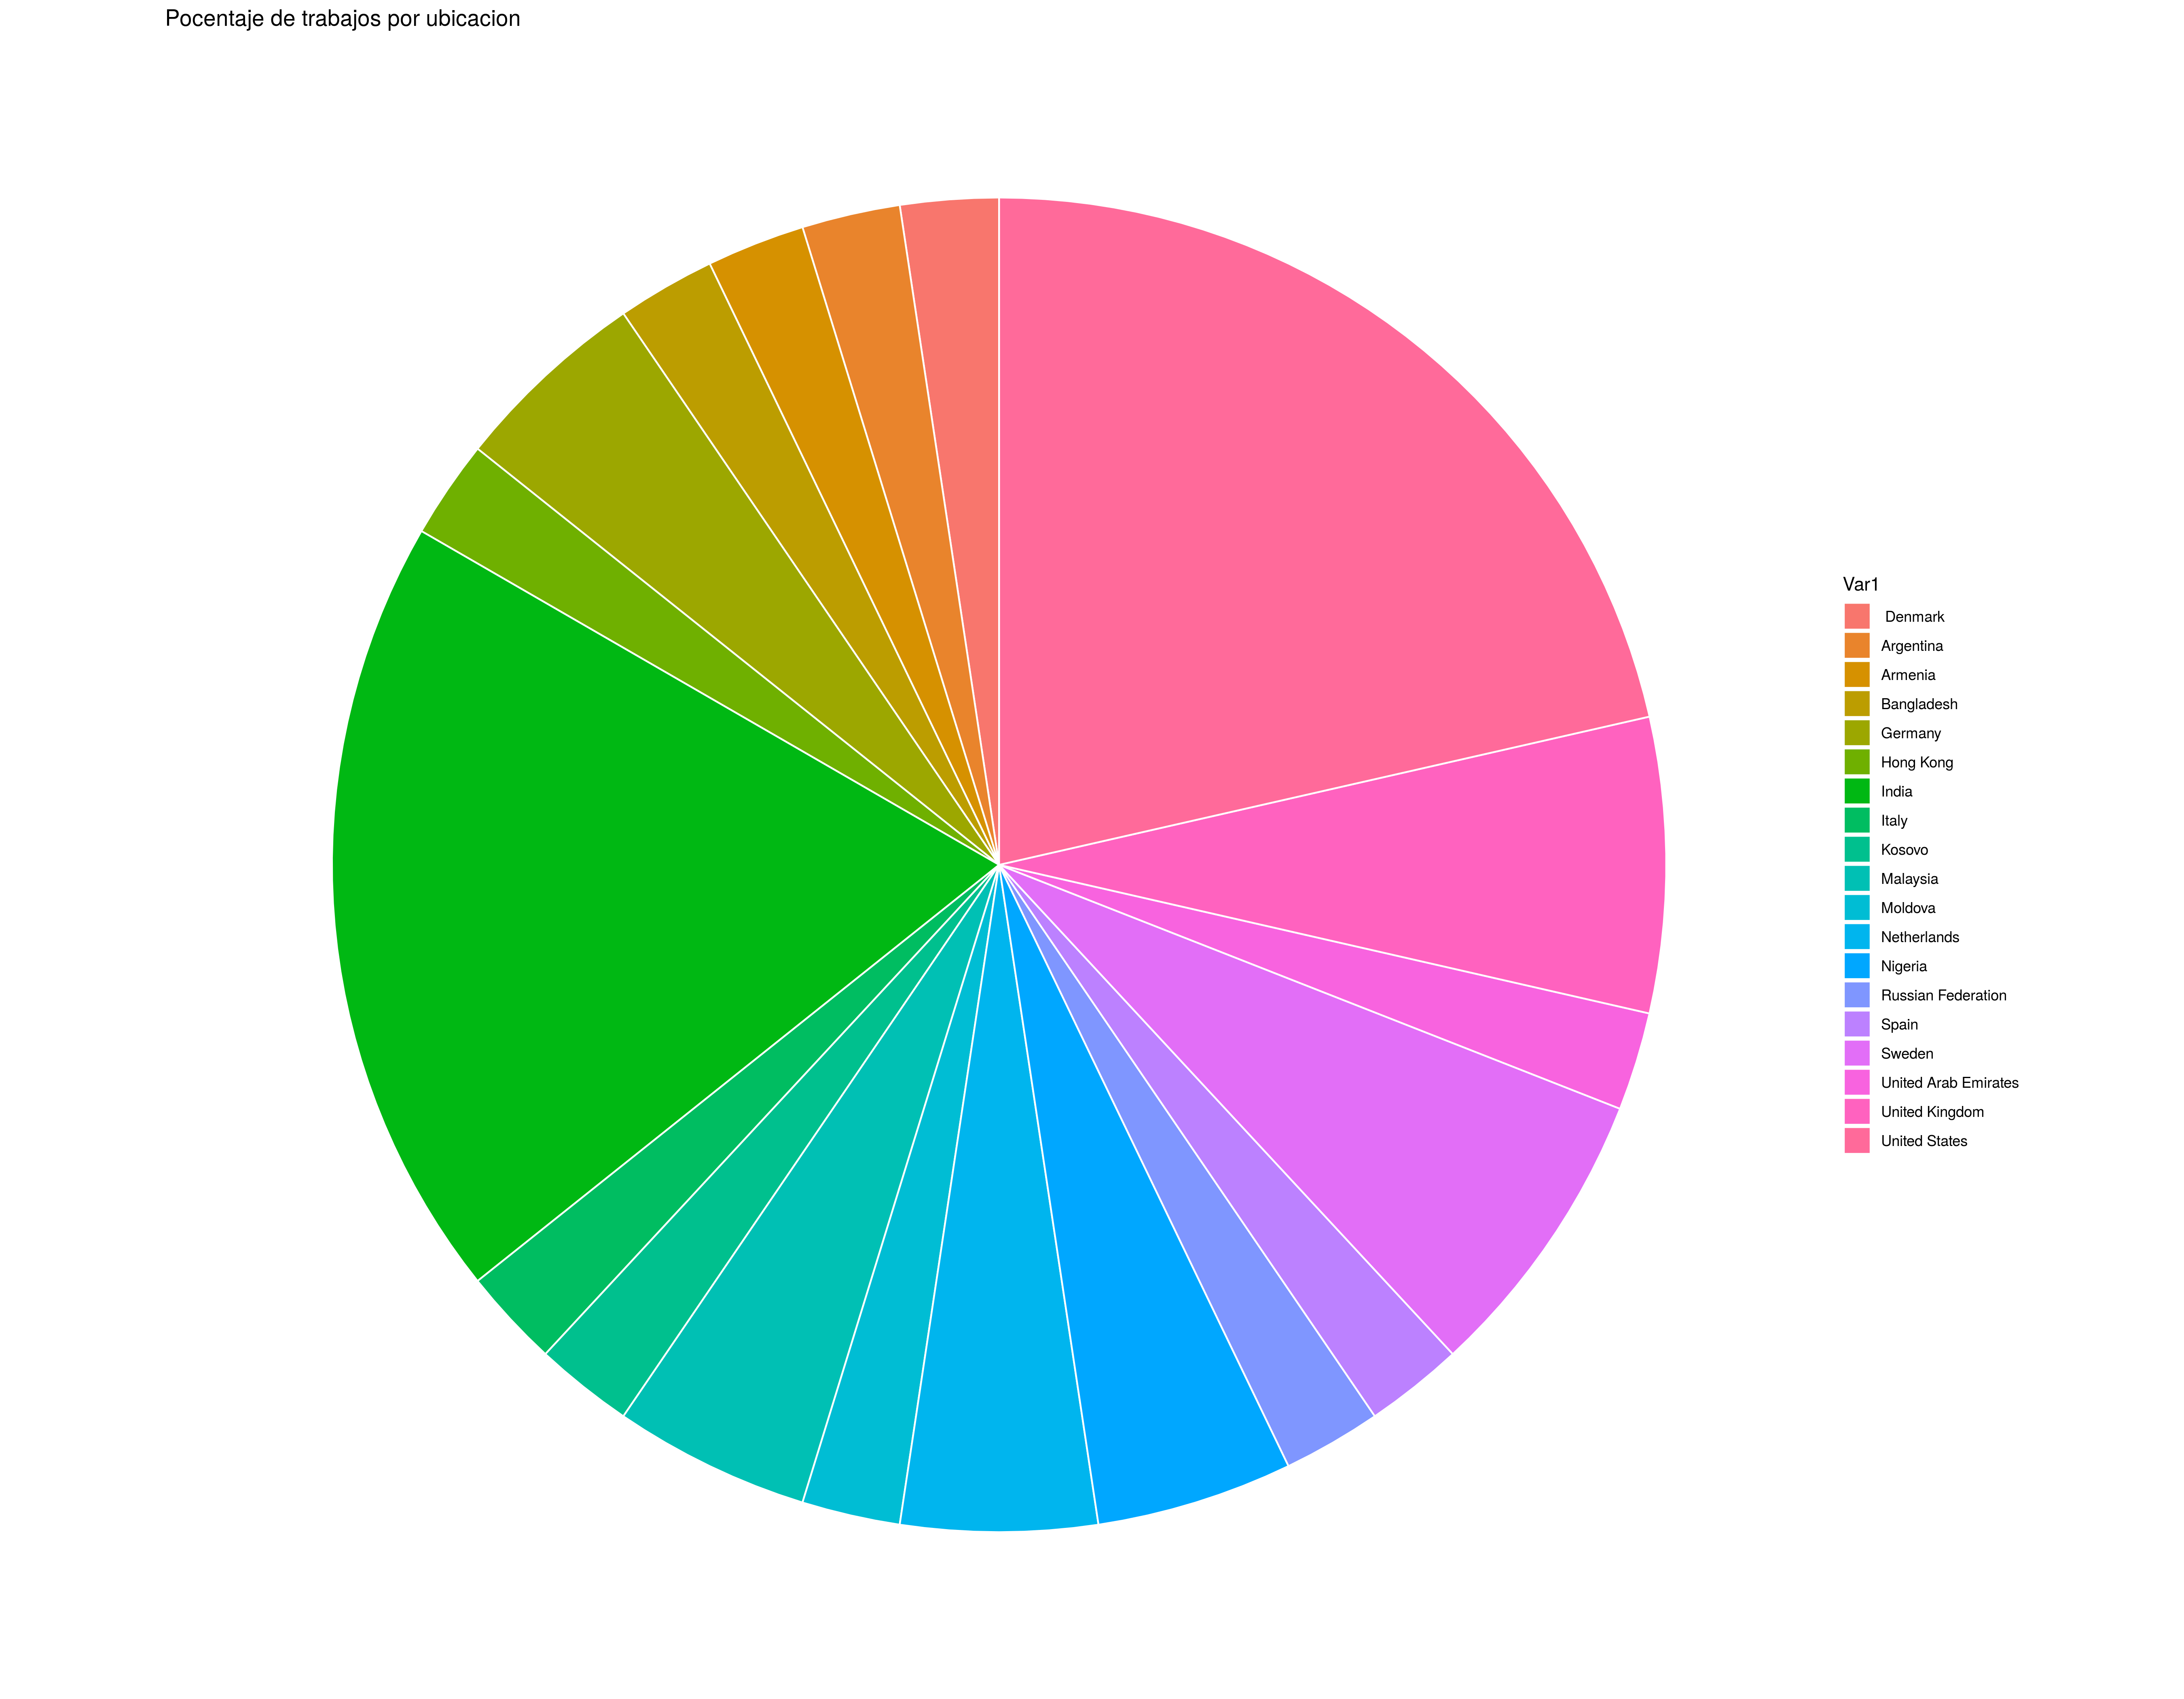 Pocentaje de trabajos por ubicacion
Var1
Denmark
Argentina
Armenia
Bangladesh
Germany
Hong Kong
India
Italy
Kosovo
Malaysia
Moldova
Netherlands
Nigeria
Russian Federation
Spain
Sweden
United Arab Emirates
United Kingdom
United States